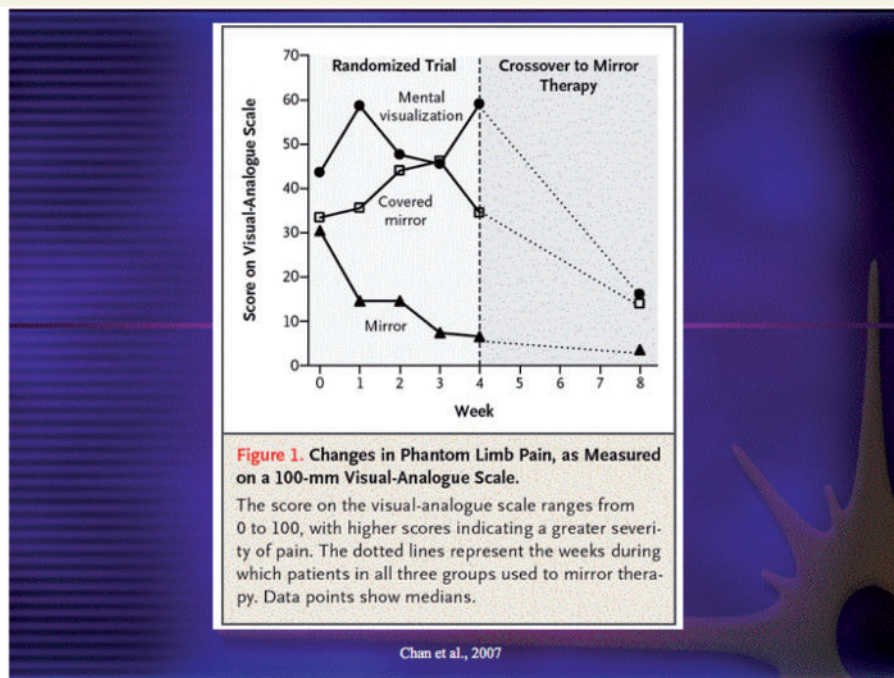 70
Randomized Trial
Crossover to Mirror
Therapy
60
Mental
visualization
50
40
Covered
mirror
30
20
Mirror
10
0
Score on Visual-Analogue Scale
0 1 2 3 4 5 6 7 8
Week
Figure 1. Changes in Phantom Limb Pain, as Measured
on a 100-mm Visual-Analogue Scale.
The score on the visual-analogue scale ranges from
0 to 100, with higher scores indicating a greater severi-
ty of pain. The dotted lines represent the weeks during
which patients in all three groups used to mirror thera-
py. Data points show medians.
Chan et al., 2007